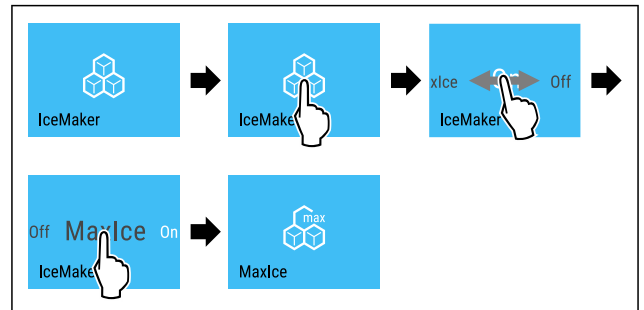 IceMaker
IceMake
xIce Off
IceMaker
Off MaxIce On
IceMake
max
MaxIce